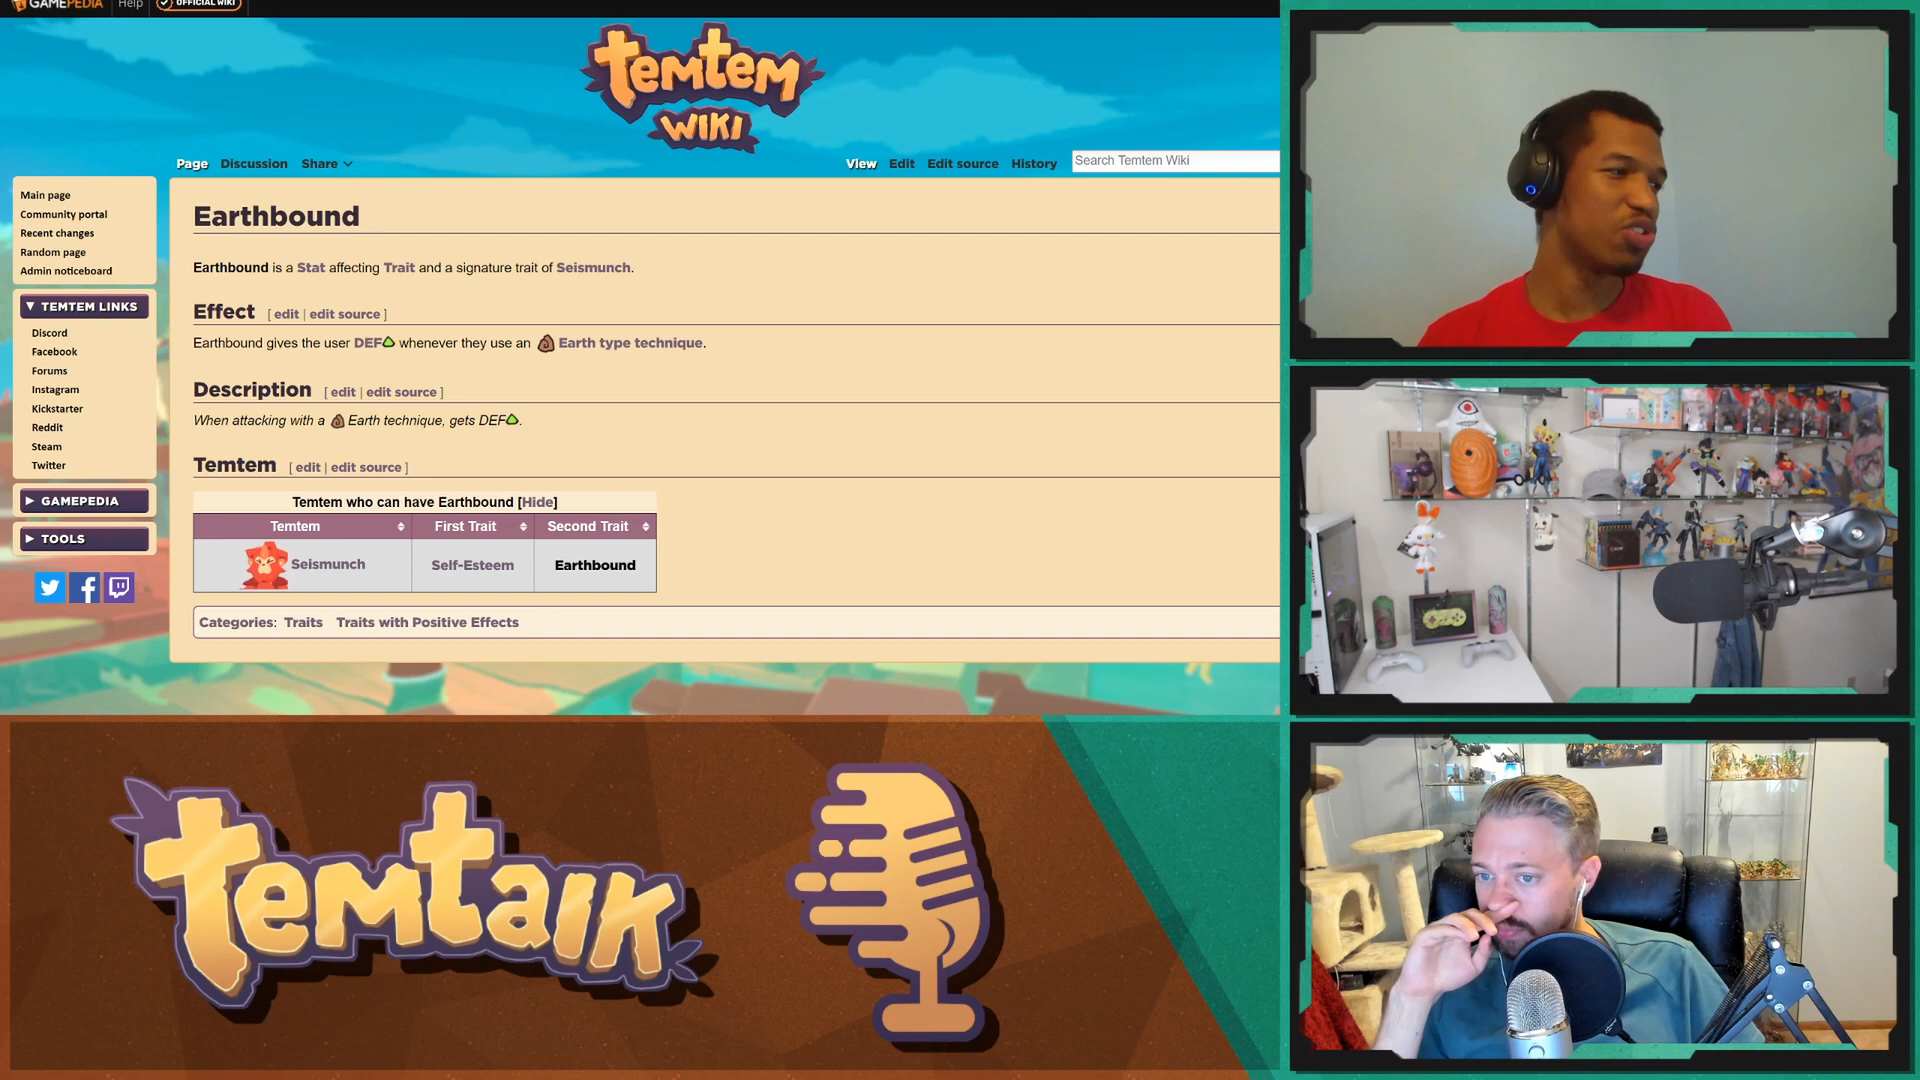 GAMEPEDIA Help OFFICIAL WIKI
temtem
WIKI
Page Discussion Share
View Edit Edit source History Search Temtem Wiki
Main page
Community portal
Recent changes
Random page
Admin noticeboard
▼ TEMTEM LINKS
Discord
Facebook
Forums
Instagram
Kickstarter
Reddit
Steam
Twitter
▶ GAMEPEDIA
▶ TOOLS
Earthbound
Earthbound is a Stat affecting Trait and a signature trait of Seismunch.
Effect [ edit | edit source ]
Earthbound gives the user DEF whenever they use an Earth type technique.
Description [ edit | edit source ]
When attacking with a Earth technique, gets DEF.
Temtem [ edit | edit source ]
Temtem who can have Earthbound [Hide]
Temtem First Trait Second Trait
Seismunch Self-Esteem Earthbound
Categories: Traits Traits with Positive Effects
temtalk